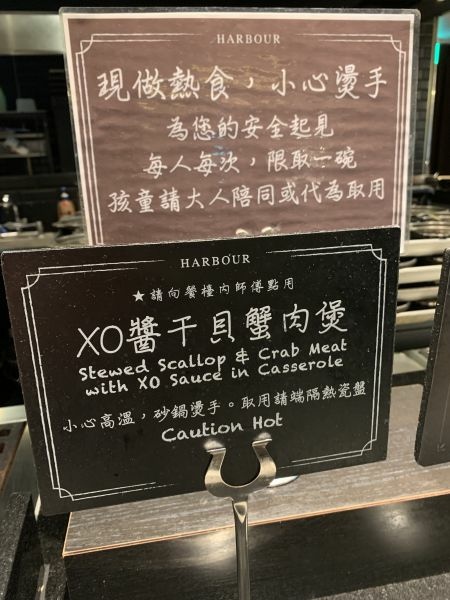 HARBOUR
現做熱食，小心燙手
為您的安全起見
每人每次，限取一碗
孩童請大人陪同或代為取用
HARBOUR
★請向餐檯內師傅點用
XO醬干貝蟹肉煲
Stewed Scallop & Crab Meat
with XO Sauce in Casserole
小心高溫，砂鍋燙手。取用請端隔熱瓷盤
Caution Hot